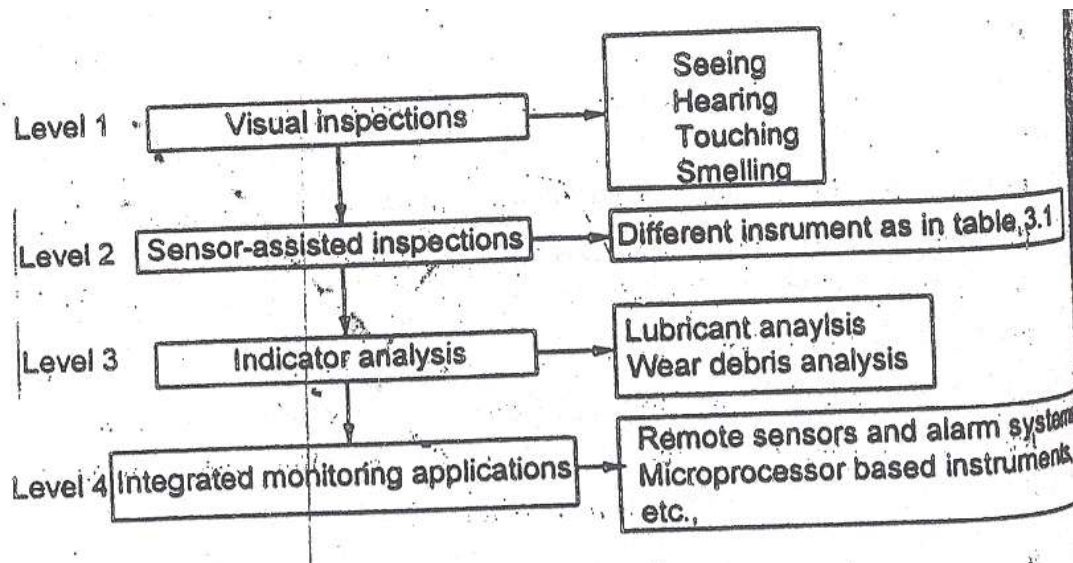 Seeing
Hearing
Touching
Smelling
Level 1
Visual inspections
Level 2
Sensor-assisted inspections
Different insrument as in table, 3.1
Level 3
Indicator analysis
Lubricant anaylsis
Wear debris analysis
Level 4
Integrated monitoring applications
Remote sensors and alarm system
Microprocessor based instruments,
etc.,